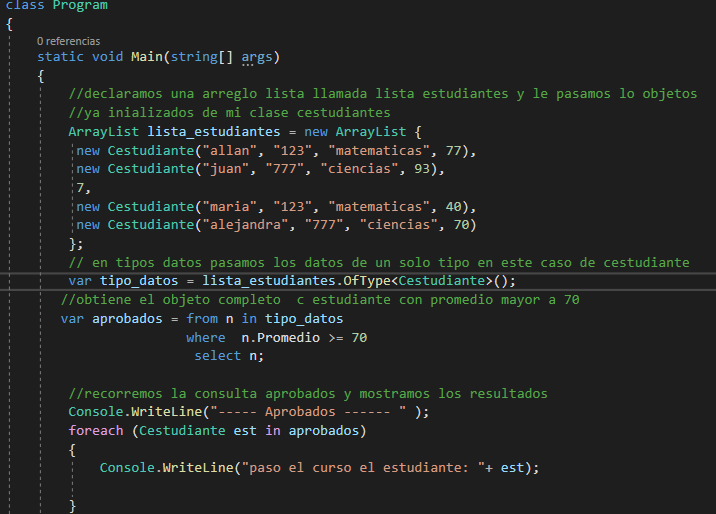 class Program
{
0 referencias
static void Main(string[] args)
{
//declaramos una arreglo lista llamada lista estudiantes y le pasamos lo objetos
//ya inializados de mi clase cestudiantes
ArrayList lista_estudiantes = new ArrayList {
new Cestudiante("allan", "123", "matematicas", 77),
new Cestudiante("juan", "777", "ciencias", 93),
7,
new Cestudiante("maria", "123", "matematicas", 40),
new Cestudiante("alejandra", "777", "ciencias", 70)
};
// en tipos datos pasamos los datos de un solo tipo en este caso de cestudiante
var tipo_datos = lista_estudiantes.OfType<Cestudiante>();
//obtiene el objeto completo  c estudiante con promedio mayor a 70
var aprobados = from n in tipo_datos
where  n.Promedio >= 70
select n;
//recorremos la consulta aprobados y mostramos los resultados
Console.WriteLine("----- Aprobados ------ " );
foreach (Cestudiante est in aprobados)
{
Console.WriteLine("paso el curso el estudiante: "+ est);
}